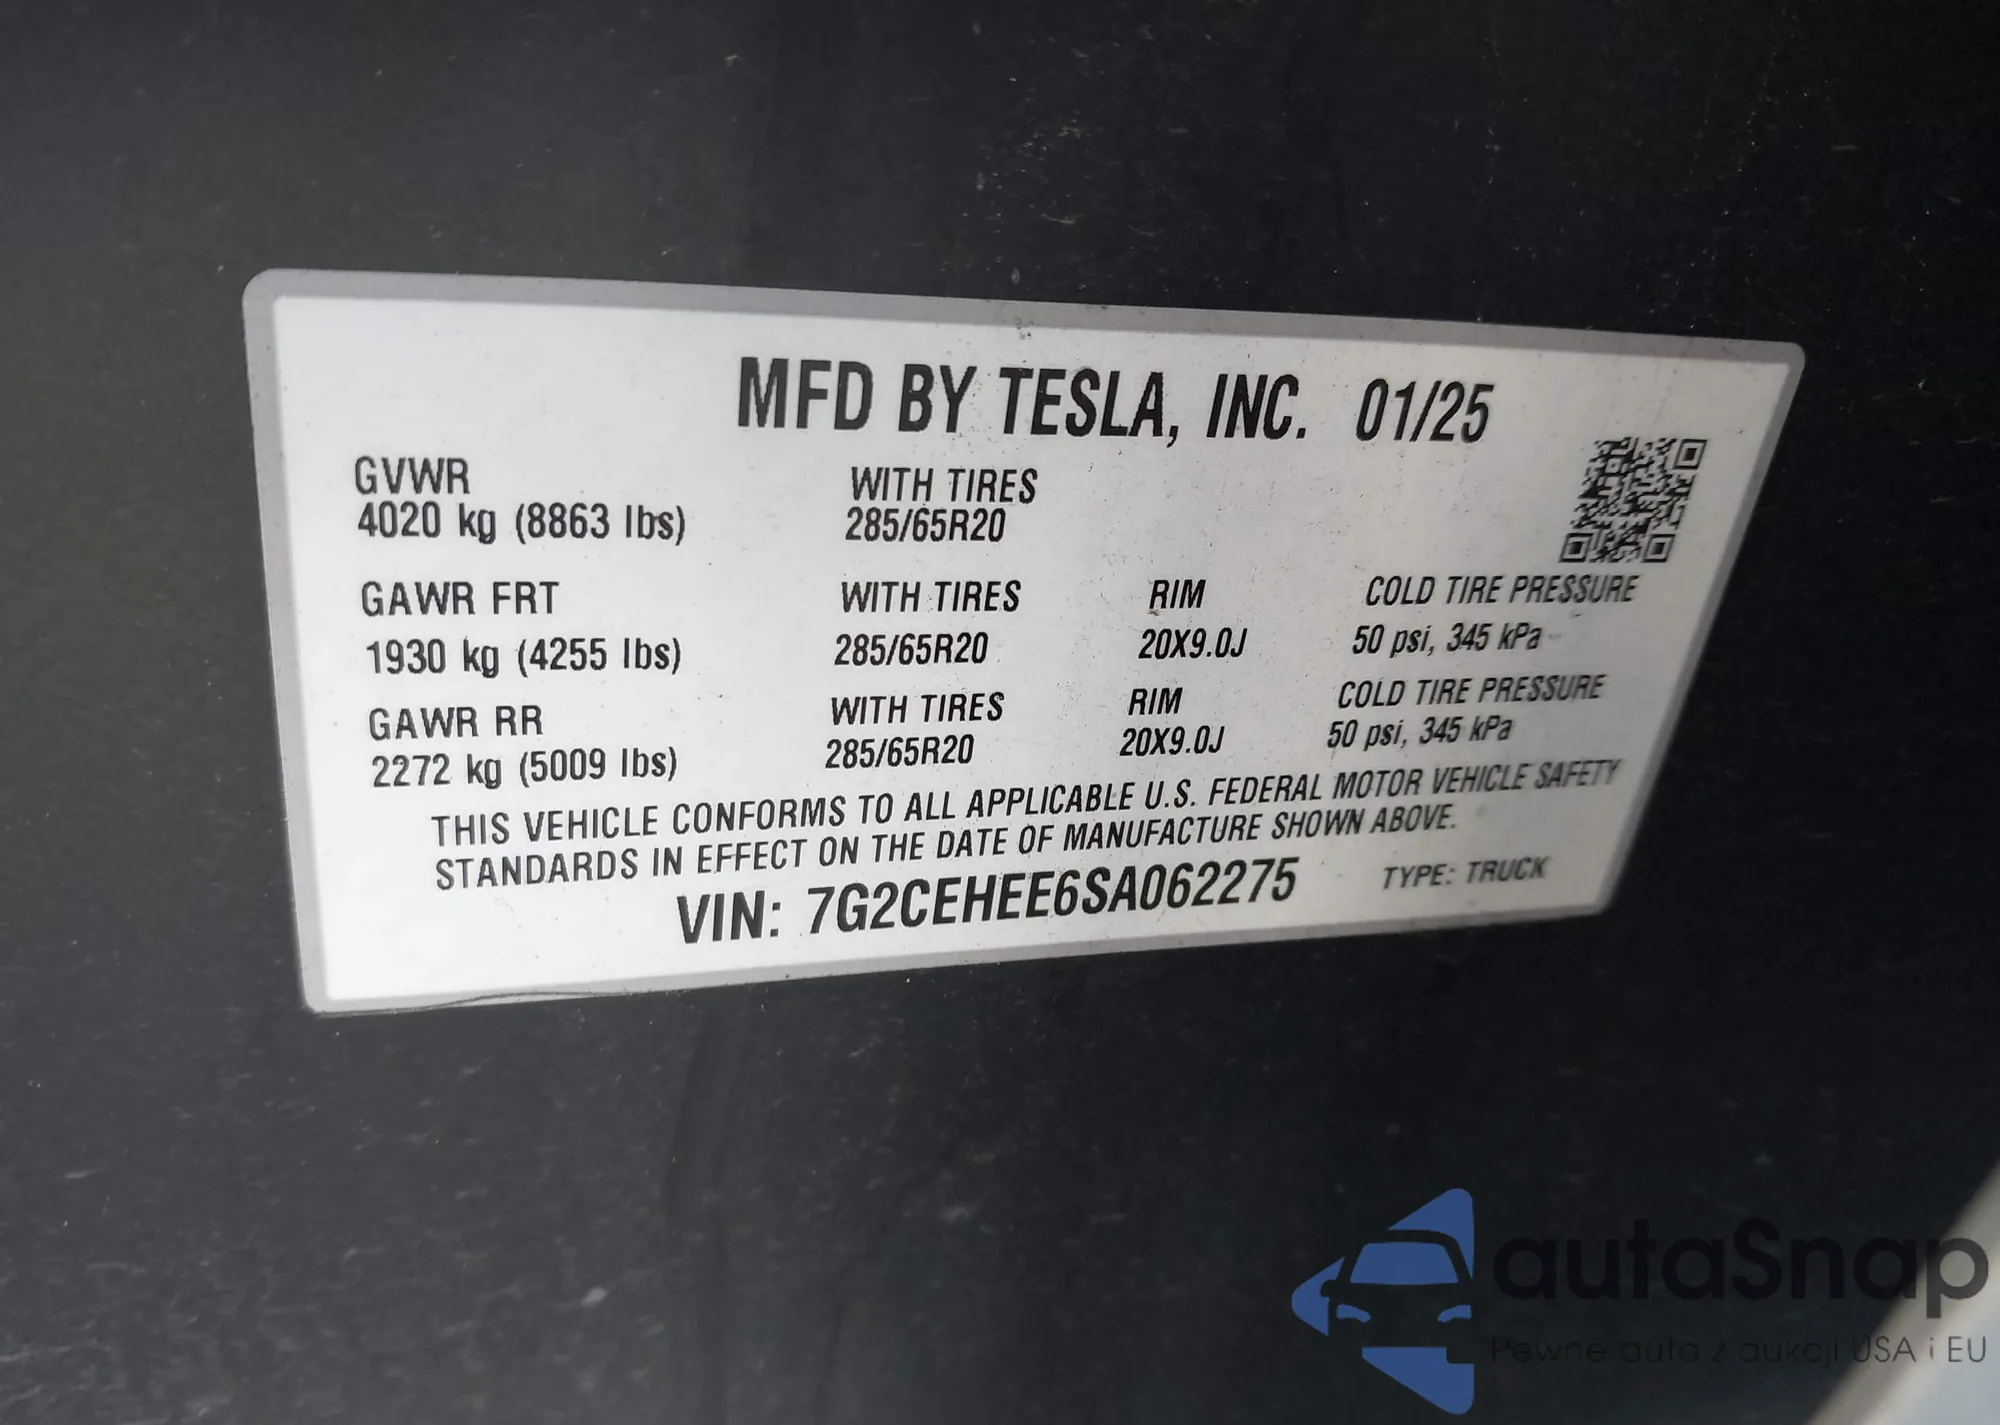 MFD BY TESLA, INC. 01/25
GVWR WITH TIRES
4020 kg (8863 lbs) 285/65R20
GAWR FRT WITH TIRES RIM COLD TIRE PRESSURE
1930 kg (4255 lbs) 285/65R20 20X9.0J 50 psi, 345 kPa
GAWR RR WITH TIRES RIM COLD TIRE PRESSURE
2272 kg (5009 lbs) 285/65R20 20X9.0J 50 psi, 345 kPa
THIS VEHICLE CONFORMS TO ALL APPLICABLE U.S. FEDERAL MOTOR VEHICLE SAFETY
STANDARDS IN EFFECT ON THE DATE OF MANUFACTURE SHOWN ABOVE.
VIN: 7G2CEHEE6SA062275 TYPE: TRUCK
autaSnap
Pewne auta z aukcji USA i EU